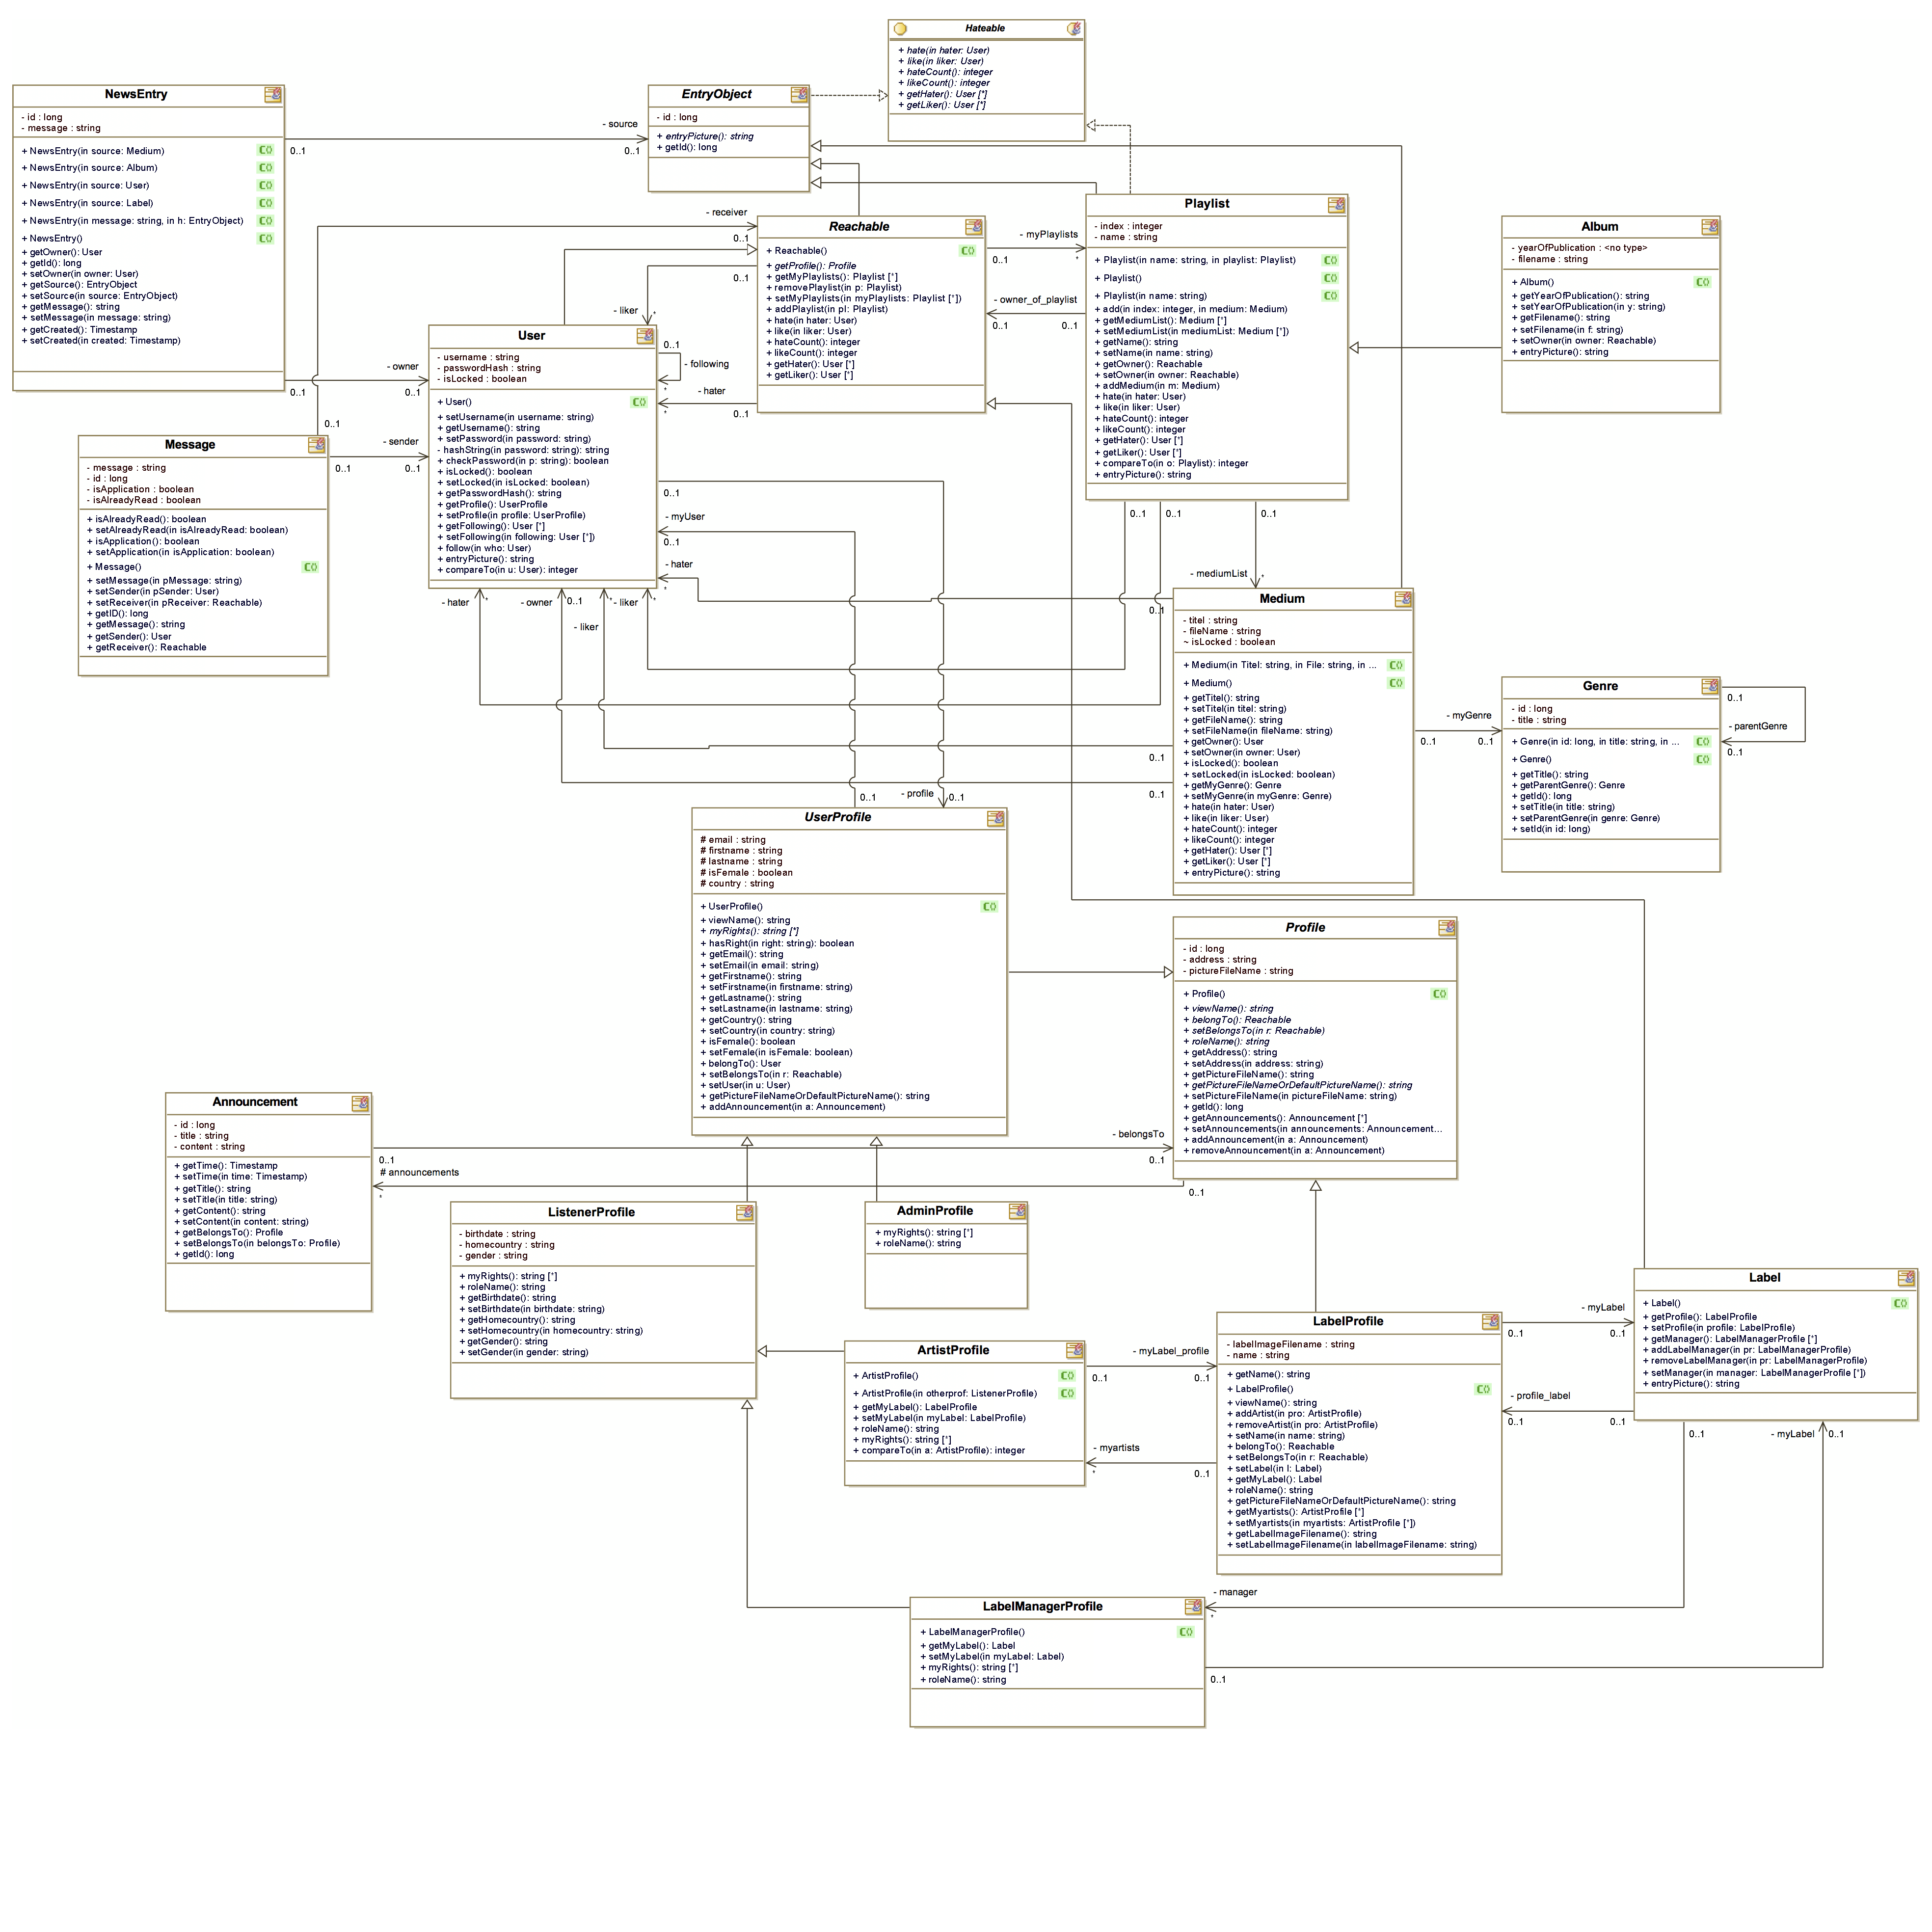 Hateable
+ hate(in hater: User)
+ like(in liker: User)
+ hateCount(): integer
+ likeCount(): integer
+ getHater(): User [*]
+ getLiker(): User [*]
NewsEntry
- id : long
- message : string
+ NewsEntry(in source: Medium)
+ NewsEntry(in source: Album)
+ NewsEntry(in source: User)
+ NewsEntry(in source: Label)
+ NewsEntry(in message: string, in h: EntryObject)
+ NewsEntry()
+ getOwner(): User
+ getId(): long
+ setOwner(in owner: User)
+ getSource(): EntryObject
+ setSource(in source: EntryObject)
+ getMessage(): string
+ setMessage(in message: string)
+ getCreated(): Timestamp
+ setCreated(in created: Timestamp)
- source
0..1
0..1
EntryObject
- id : long
+ entryPicture(): string
+ getId(): long
- receiver
0..1
Reachable
+ Reachable()
+ getProfile(): Profile
+ getMyPlaylists(): Playlist [*]
+ removePlaylist(in p: Playlist)
+ setMyPlaylists(in myPlaylists: Playlist [*])
+ addPlaylist(in pl: Playlist)
+ hate(in hater: User)
+ like(in liker: User)
+ hateCount(): integer
+ likeCount(): integer
+ getHater(): User [*]
+ getLiker(): User [*]
- myPlaylists
0..1
*
- owner_of_playlist
0..1
0..1
Playlist
- index : integer
- name : string
+ Playlist(in name: string, in playlist: Playlist)
+ Playlist()
+ Playlist(in name: string)
+ add(in index: integer, in medium: Medium)
+ getMediumList(): Medium [*]
+ setMediumList(in mediumList: Medium [*])
+ getName(): string
+ setName(in name: string)
+ getOwner(): Reachable
+ setOwner(in owner: Reachable)
+ addMedium(in m: Medium)
+ hate(in hater: User)
+ like(in liker: User)
+ hateCount(): integer
+ likeCount(): integer
+ getHater(): User [*]
+ getLiker(): User [*]
+ compareTo(in o: Playlist): integer
+ entryPicture(): string
Album
- yearOfPublication : <no type>
- filename : string
+ Album()
+ getYearOfPublication(): string
+ setYearOfPublication(in y: string)
+ getFilename(): string
+ setFilename(in f: string)
+ setOwner(in owner: Reachable)
+ entryPicture(): string
0..1
- liker
*
User
- username : string
- passwordHash : string
- isLocked : boolean
+ User()
+ setUsername(in username: string)
+ getUsername(): string
+ setPassword(in password: string)
- hashString(in password: string): string
+ checkPassword(in p: string): boolean
+ isLocked(): boolean
+ setLocked(in isLocked: boolean)
+ getPasswordHash(): string
+ getProfile(): UserProfile
+ setProfile(in profile: UserProfile)
+ getFollowing(): User [*]
+ setFollowing(in following: User [*])
+ follow(in who: User)
+ entryPicture(): string
+ compareTo(in u: User): integer
0..1
- following
*
- hater
*
0..1
- owner
0..1
0..1
0..1
- sender
0..1
0..1
Message
- message : string
- id : long
- isApplication : boolean
- isAlreadyRead : boolean
+ isAlreadyRead(): boolean
+ setAlreadyRead(in isAlreadyRead: boolean)
+ isApplication(): boolean
+ setApplication(in isApplication: boolean)
+ Message()
+ setMessage(in pMessage: string)
+ setSender(in pSender: User)
+ setReceiver(in pReceiver: Reachable)
+ getID(): long
+ getMessage(): string
+ getSender(): User
+ getReceiver(): Reachable
0..1
- myUser
0..1
- hater
*
- hater
*
- owner
0..1
*
- liker
*
- liker
0..1
0..1
0..1
- mediumList
*
0..1
0..1
0..1
Medium
- titel : string
- fileName : string
~ isLocked : boolean
+ Medium(in Titel: string, in File: string, in ...
+ Medium()
+ getTitel(): string
+ setTitel(in titel: string)
+ getFileName(): string
+ setFileName(in fileName: string)
+ getOwner(): User
+ setOwner(in owner: User)
+ isLocked(): boolean
+ setLocked(in isLocked: boolean)
+ getMyGenre(): Genre
+ setMyGenre(in myGenre: Genre)
+ hate(in hater: User)
+ like(in liker: User)
+ hateCount(): integer
+ likeCount(): integer
+ getHater(): User [*]
+ getLiker(): User [*]
+ entryPicture(): string
- myGenre
0..1
0..1
Genre
- id : long
- title : string
+ Genre(in id: long, in title: string, in ...
+ Genre()
+ getTitle(): string
+ getParentGenre(): Genre
+ getId(): long
+ setTitle(in title: string)
+ setParentGenre(in genre: Genre)
+ setId(in id: long)
0..1
- parentGenre
0..1
0..1
- profile
0..1
UserProfile
# email : string
# firstname : string
# lastname : string
# isFemale : boolean
# country : string
+ UserProfile()
+ viewName(): string
+ myRights(): string [*]
+ hasRight(in right: string): boolean
+ getEmail(): string
+ setEmail(in email: string)
+ getFirstname(): string
+ setFirstname(in firstname: string)
+ getLastname(): string
+ setLastname(in lastname: string)
+ getCountry(): string
+ setCountry(in country: string)
+ isFemale(): boolean
+ setFemale(in isFemale: boolean)
+ belongTo(): User
+ setBelongsTo(in r: Reachable)
+ setUser(in u: User)
+ getPictureFileNameOrDefaultPictureName(): string
+ addAnnouncement(in a: Announcement)
Profile
- id : long
- address : string
- pictureFileName : string
+ Profile()
+ viewName(): string
+ belongTo(): Reachable
+ setBelongsTo(in r: Reachable)
+ roleName(): string
+ getAddress(): string
+ setAddress(in address: string)
+ getPictureFileName(): string
+ getPictureFileNameOrDefaultPictureName(): string
+ setPictureFileName(in pictureFileName: string)
+ getId(): long
+ getAnnouncements(): Announcement [*]
+ setAnnouncements(in announcements: Announcement...
+ addAnnouncement(in a: Announcement)
+ removeAnnouncement(in a: Announcement)
Announcement
- id : long
- title : string
- content : string
+ getTime(): Timestamp
+ setTime(in time: Timestamp)
+ getTitle(): string
+ setTitle(in title: string)
+ getContent(): string
+ setContent(in content: string)
+ getBelongsTo(): Profile
+ setBelongsTo(in belongsTo: Profile)
+ getId(): long
- belongsTo
0..1
0..1
# announcements
*
0..1
ListenerProfile
- birthdate : string
- homecountry : string
- gender : string
+ myRights(): string [*]
+ roleName(): string
+ getBirthdate(): string
+ setBirthdate(in birthdate: string)
+ getHomecountry(): string
+ setHomecountry(in homecountry: string)
+ getGender(): string
+ setGender(in gender: string)
AdminProfile
+ myRights(): string [*]
+ roleName(): string
ArtistProfile
+ ArtistProfile()
+ ArtistProfile(in otherprof: ListenerProfile)
+ getMyLabel(): LabelProfile
+ setMyLabel(in myLabel: LabelProfile)
+ roleName(): string
+ myRights(): string [*]
+ compareTo(in a: ArtistProfile): integer
- myLabel_profile
0..1
0..1
- myartists
*
0..1
LabelProfile
- labelImageFilename : string
- name : string
+ getName(): string
+ LabelProfile()
+ viewName(): string
+ addArtist(in pro: ArtistProfile)
+ removeArtist(in pro: ArtistProfile)
+ setName(in name: string)
+ belongTo(): Reachable
+ setBelongsTo(in r: Reachable)
+ setLabel(in l: Label)
+ getMyLabel(): Label
+ roleName(): string
+ getPictureFileNameOrDefaultPictureName(): string
+ getMyartists(): ArtistProfile [*]
+ setMyartists(in myartists: ArtistProfile [*])
+ getLabelImageFilename(): string
+ setLabelImageFilename(in labelImageFilename: string)
- myLabel
0..1
0..1
- profile_label
0..1
0..1
Label
+ Label()
+ getProfile(): LabelProfile
+ setProfile(in profile: LabelProfile)
+ getManager(): LabelManagerProfile [*]
+ addLabelManager(in pr: LabelManagerProfile)
+ removeLabelManager(in pr: LabelManagerProfile)
+ setManager(in manager: LabelManagerProfile [*])
+ entryPicture(): string
0..1
- myLabel
0..1
- manager
*
LabelManagerProfile
+ LabelManagerProfile()
+ getMyLabel(): Label
+ setMyLabel(in myLabel: Label)
+ myRights(): string [*]
+ roleName(): string
0..1